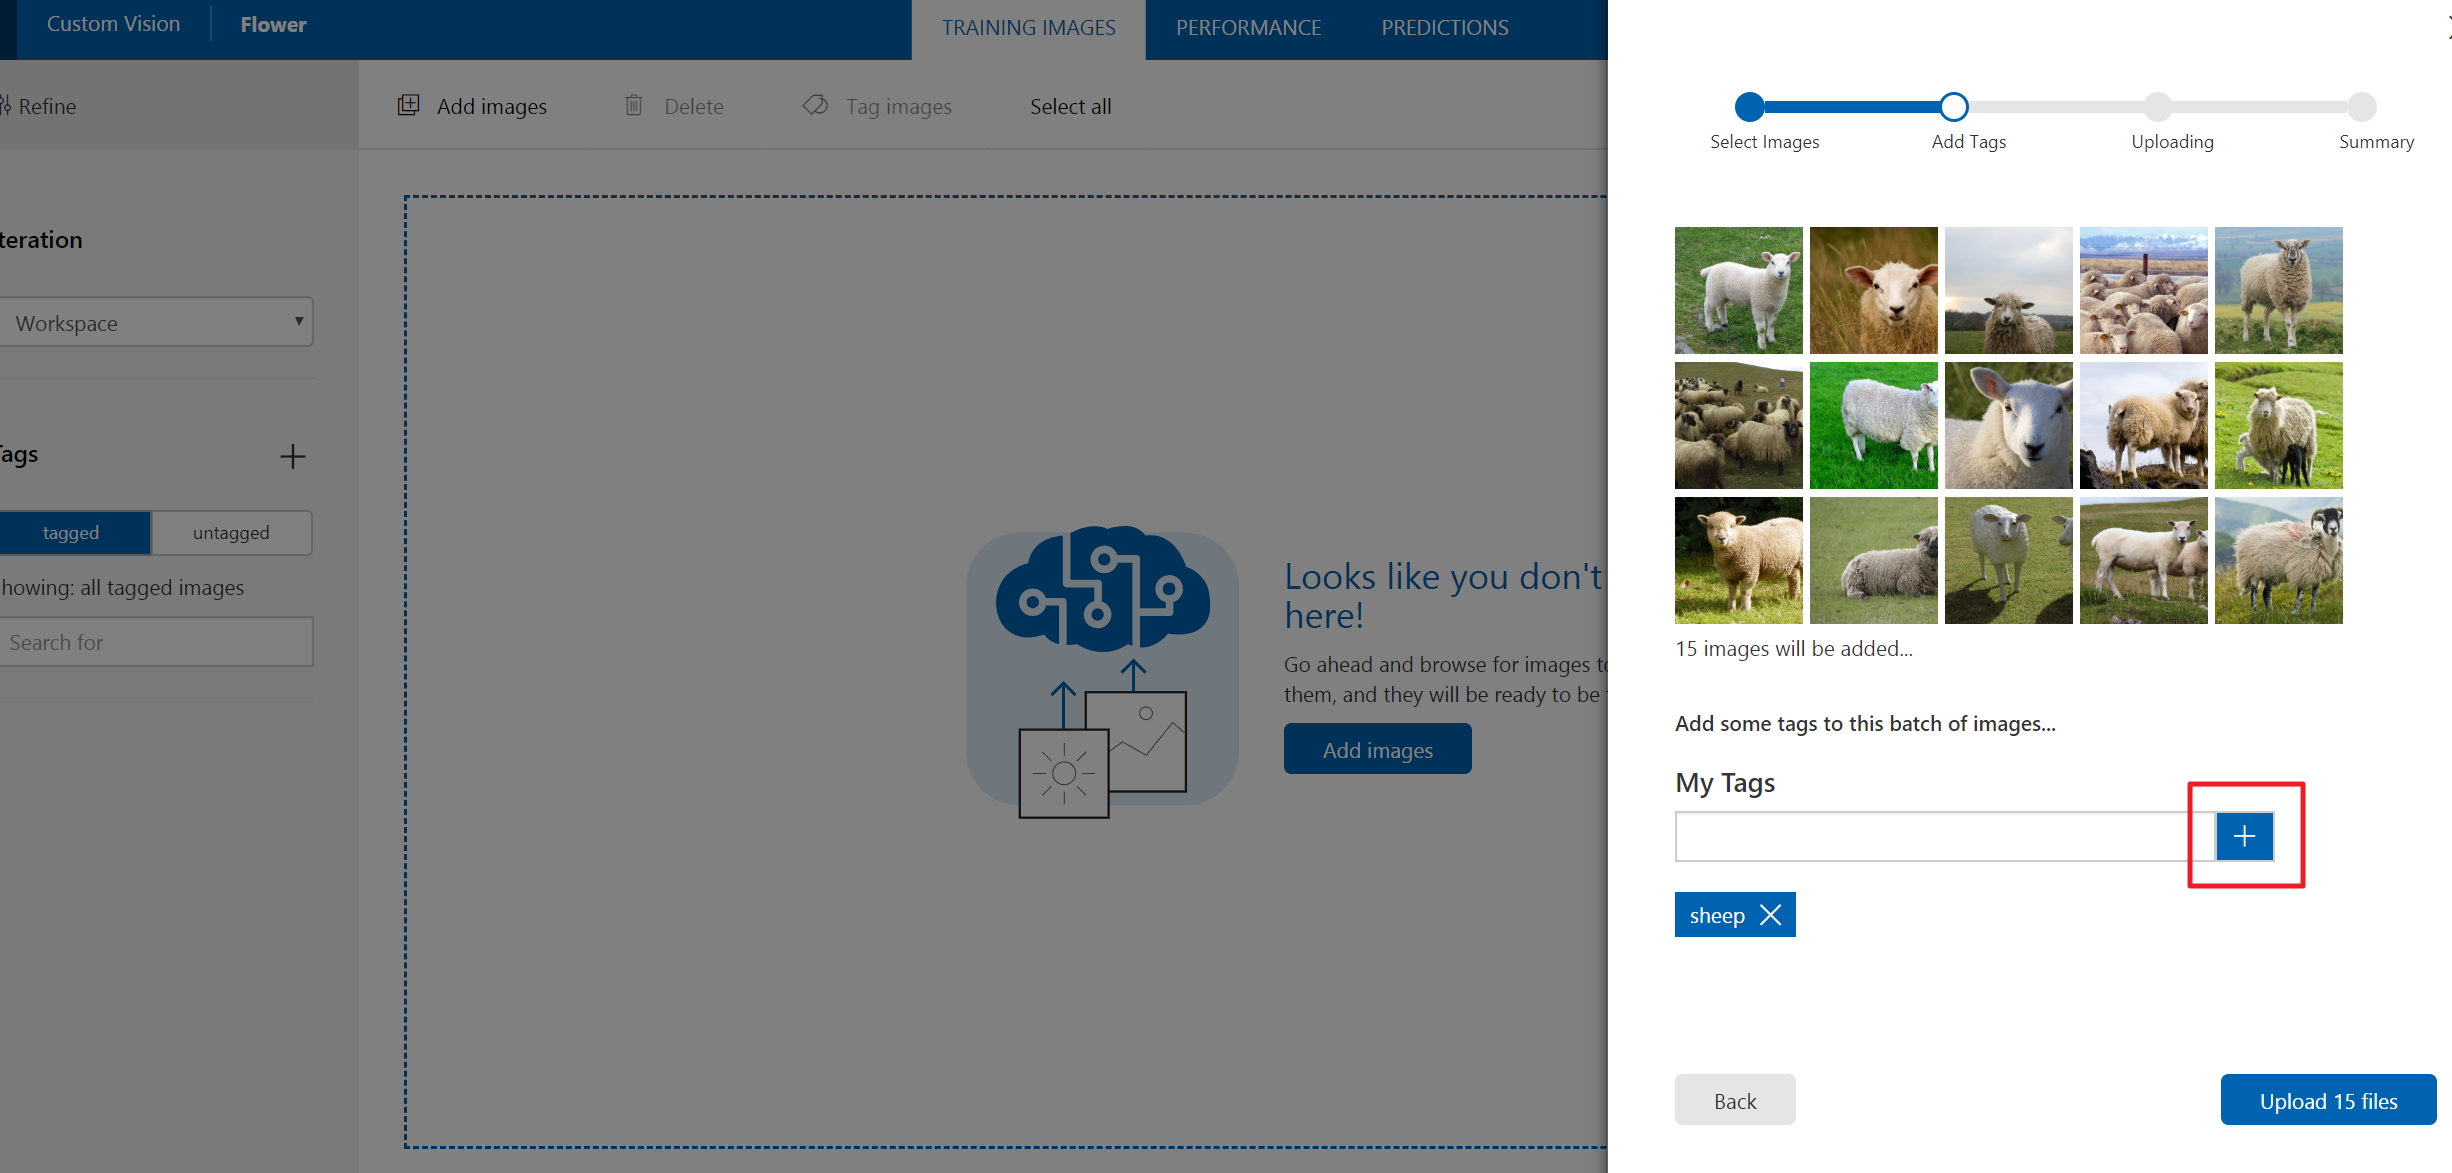 Custom Vision
Flower
TRAINING IMAGES
PERFORMANCE
PREDICTIONS
Refine
Add images
Delete
Tag images
Select all
teration
Workspace
ags
tagged
untagged
howing: all tagged images
Search for
Looks like you don't
here!
Go ahead and browse for images to
them, and they will be ready to be
Add images
Select Images
Add Tags
Uploading
Summary
15 images will be added...
Add some tags to this batch of images...
My Tags
sheep
Back
Upload 15 files